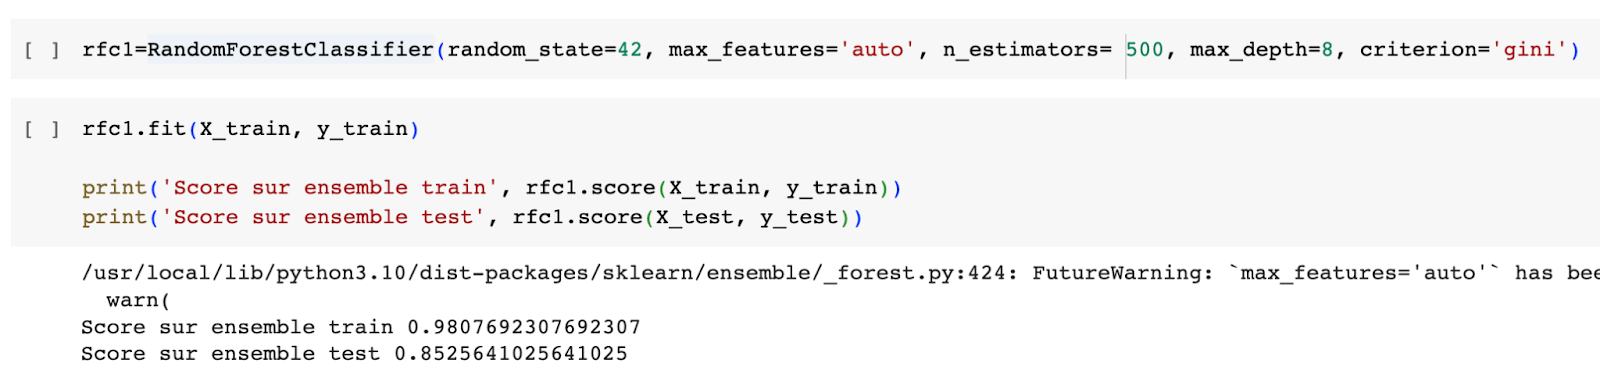 [ ] rfc1=RandomForestClassifier(random_state=42, max_features='auto', n_estimators= 500, max_depth=8, criterion='gini')
[ ] rfc1.fit(X_train, y_train)
print('Score sur ensemble train', rfc1.score(X_train, y_train))
print('Score sur ensemble test', rfc1.score(X_test, y_test))
/usr/local/lib/python3.10/dist-packages/sklearn/ensemble/_forest.py:424: FutureWarning: `max_features='auto'` has bee
warn(
Score sur ensemble train 0.9807692307692307
Score sur ensemble test 0.8525641025641025